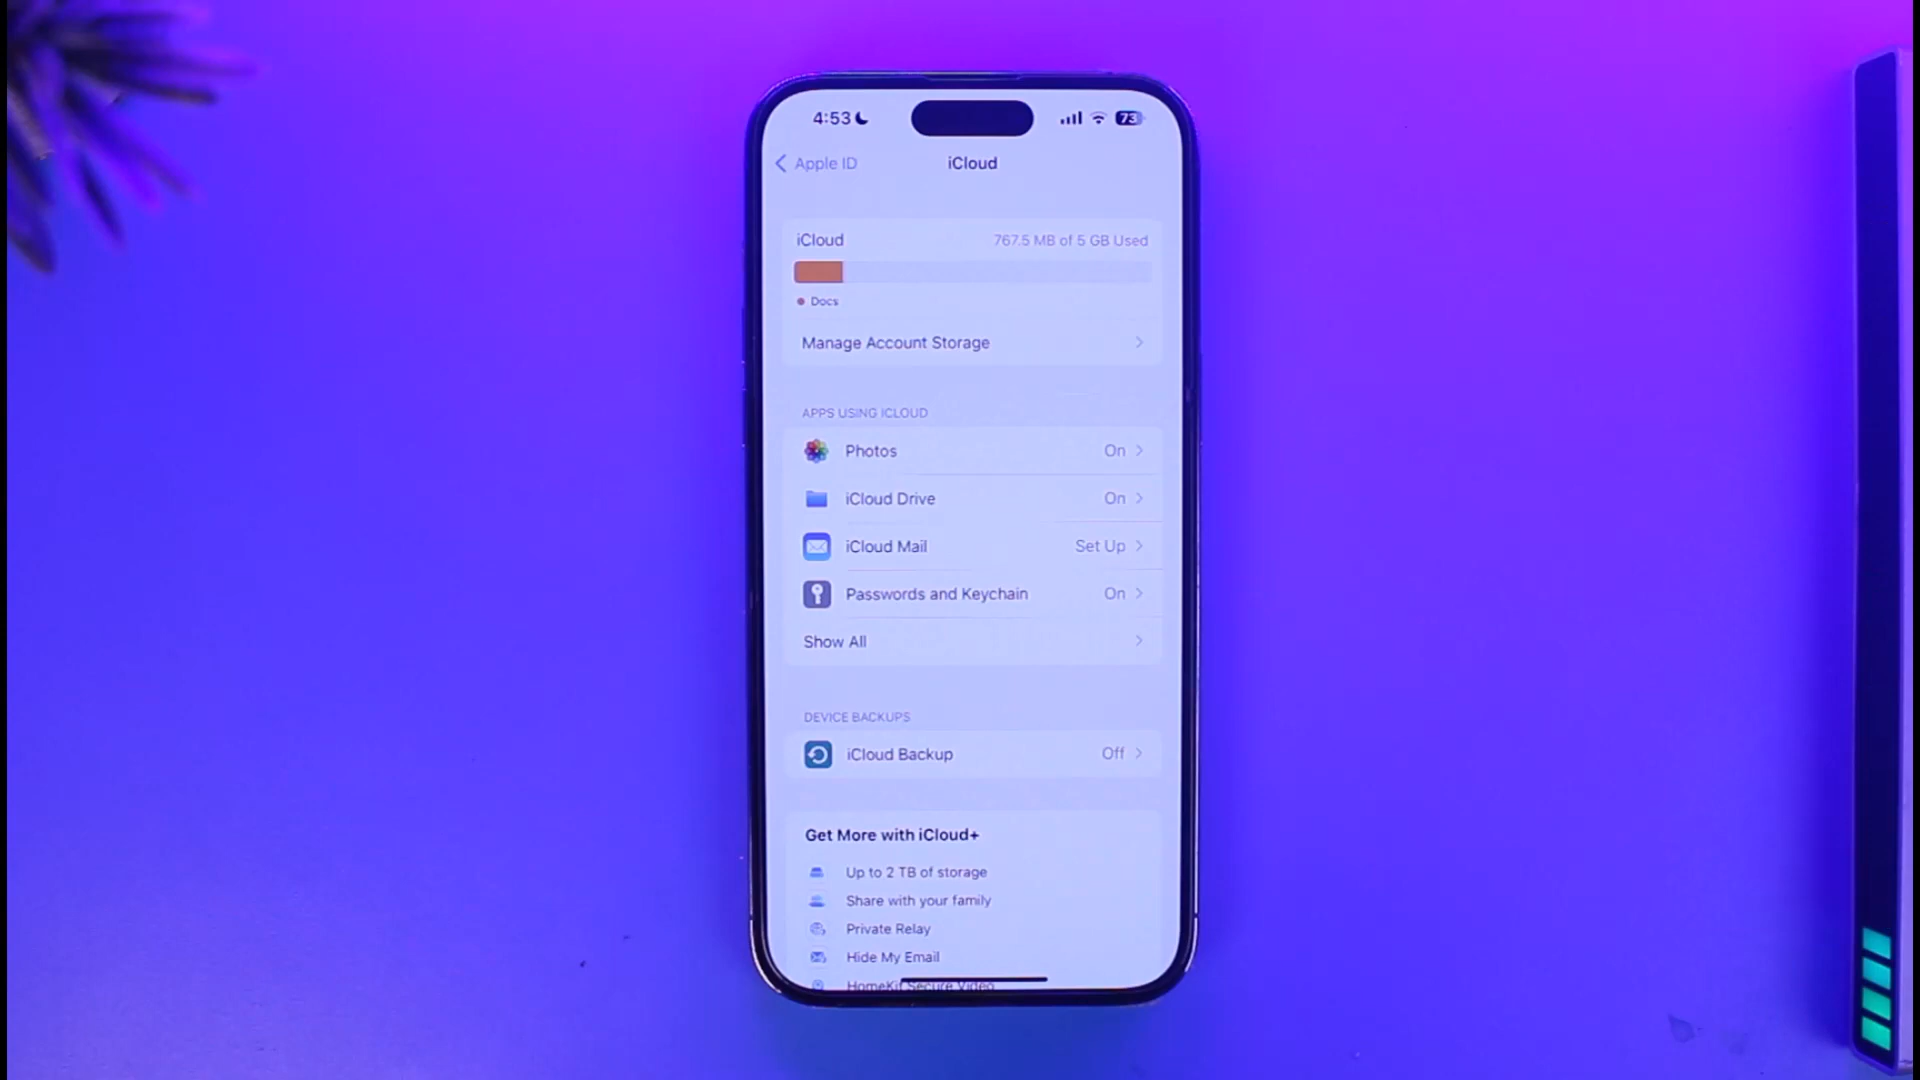 4:53
73
Apple ID
iCloud
iCloud
767.5 MB of 5 GB Used
Docs
Manage Account Storage
APPS USING ICLOUD
Photos On
iCloud Drive On
iCloud Mail Set Up
Passwords and Keychain On
Show All
DEVICE BACKUPS
iCloud Backup Off
Get More with iCloud+
Up to 2 TB of storage
Share with your family
Private Relay
Hide My Email
HomeKit Secure Video